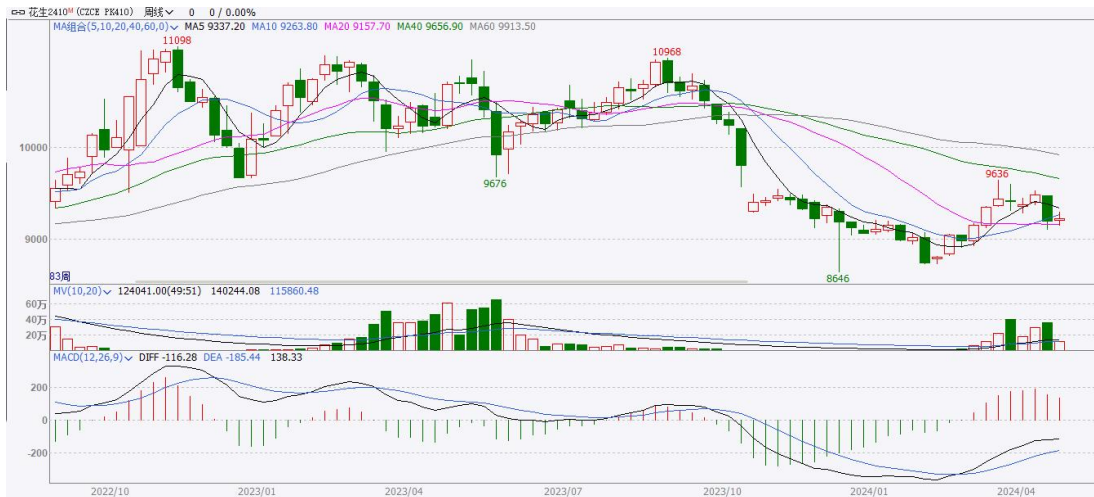 花生2410M (CZCE PK410) 周线 0 0/0.00%
MA组合(5,10,20,40,60,0) MA5 9337.20 MA10 9263.80 MA20 9157.70 MA40 9656.90 MA60 9913.50
11098
10968
10000
9676
9636
9000
8646
83周
MV(10,20) 124041.00(49:51) 140244.08 115860.48
60万
40万
20万
MACD(12,26,9) DIFF -116.28 DEA -185.44 138.33
200
0
-200
2022/10 2023/01 2023/04 2023/07 2023/10 2024/01 2024/04